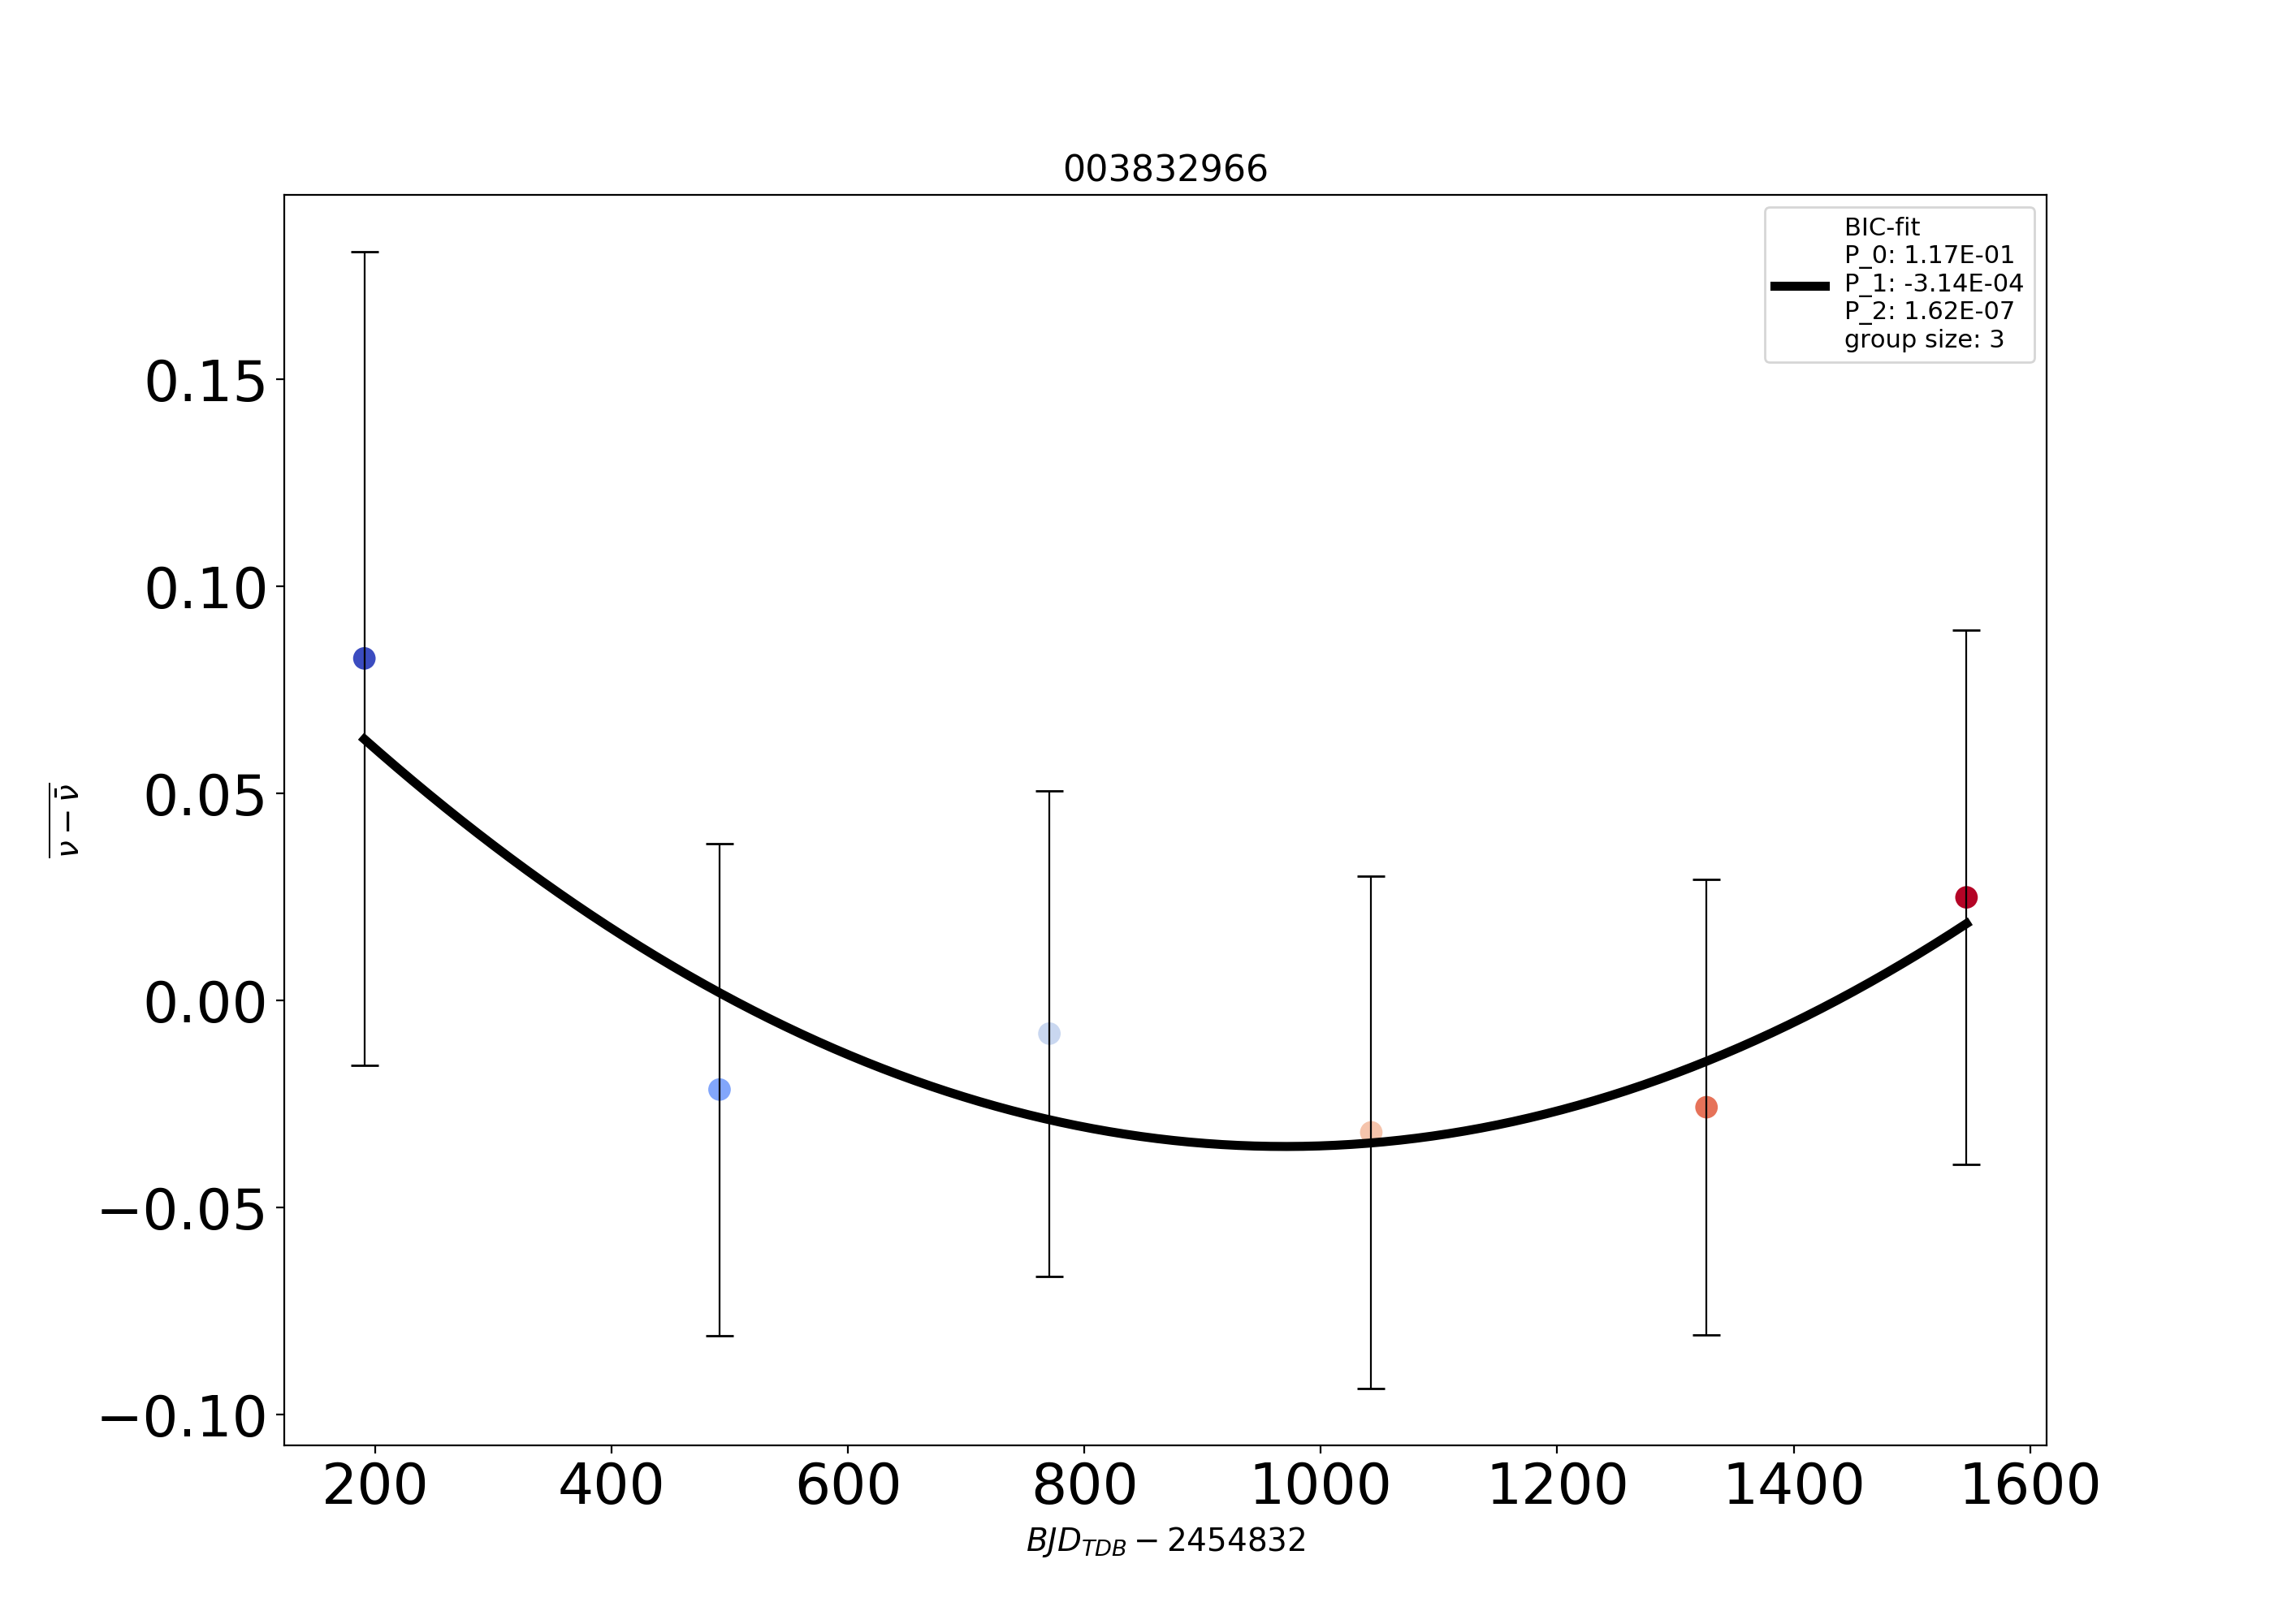 003832966
BIC-fit
P_0: 1.17E-01
P_1: -3.14E-04
P_2: 1.62E-07
group size: 3
0.15
0.10
0.05
0.00
−0.05
−0.10
ν − ν̄
200 400 600 800 1000 1200 1400 1600
BJD_TDB − 2454832